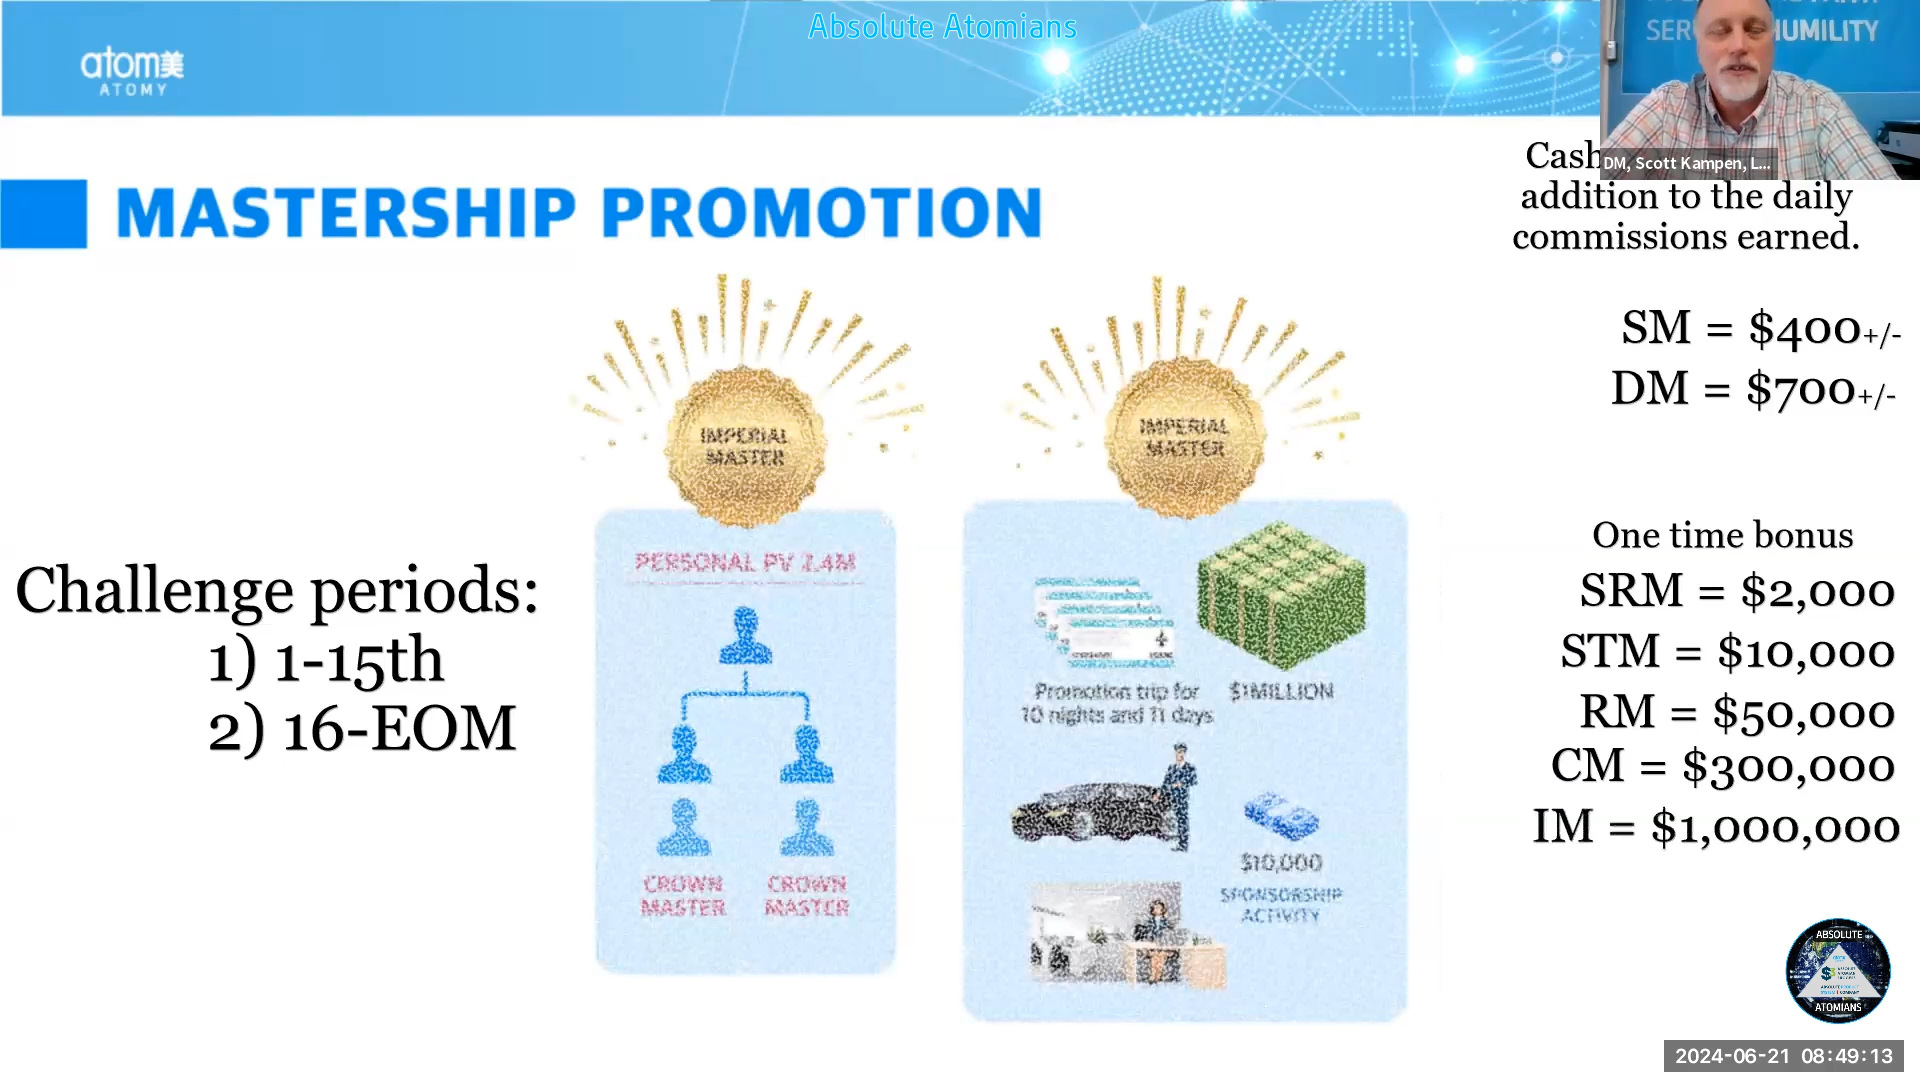 Absolute Atomians
atom美
ATOMY
SER HUMILITY
DM, Scott Kampen, L...
MASTERSHIP PROMOTION
Cash
addition to the daily
commissions earned.
SM = $400+/-
DM = $700+/-
IMPERIAL
MASTER
IMPERIAL
MASTER
Challenge periods:
1) 1-15th
2) 16-EOM
PERSONAL PV 2.4M
CROWN
MASTER
CROWN
MASTER
Promotion trip for
10 nights and 11 days
$1MILLION
$10,000
SPONSORSHIP
ACTIVITY
One time bonus
SRM = $2,000
STM = $10,000
RM = $50,000
CM = $300,000
IM = $1,000,000
ABSOLUTE
ATOMIANS
2024-06-21 08:49:13